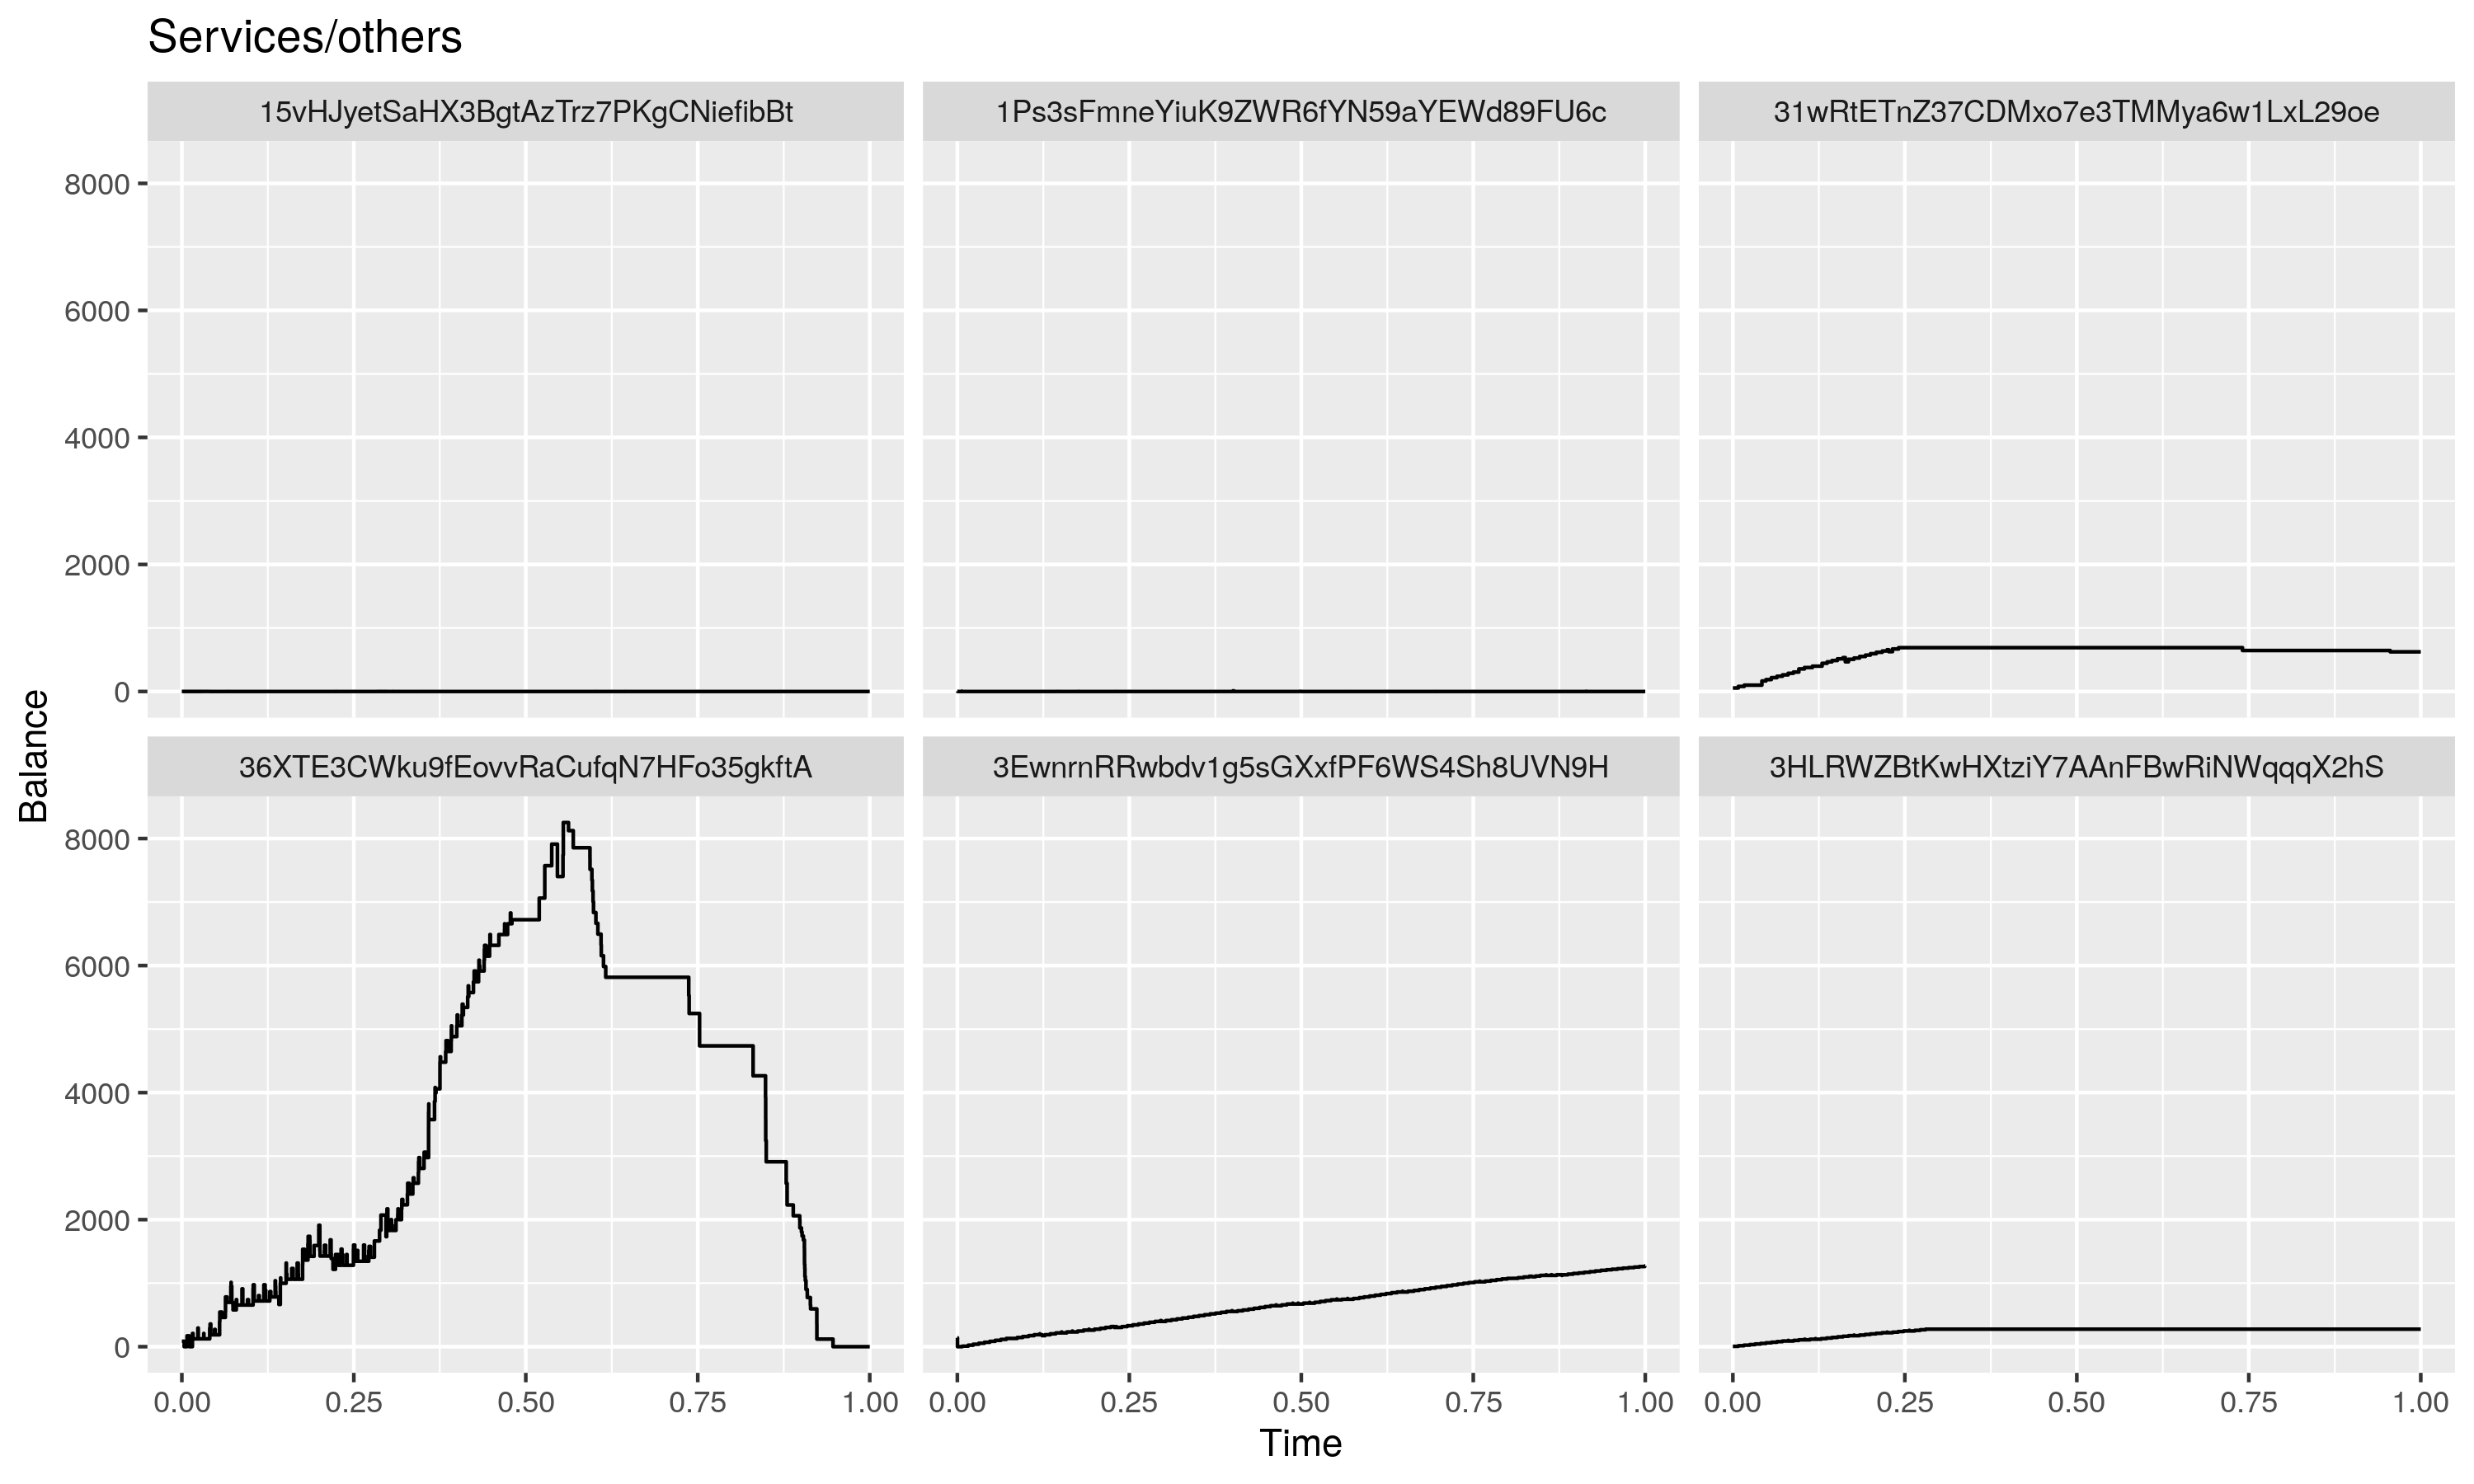 Services/others
15vHJyetSaHX3BgtAzTrz7PKgCNiefibBt
1Ps3sFmneYiuK9ZWR6fYN59aYEWd89FU6c
31wRtETnZ37CDMxo7e3TMMya6w1LxL29oe
8000
6000
4000
2000
0
Balance
36XTE3CWku9fEovvRaCufqN7HFo35gkftA
3EwnrnRRwbdv1g5sGXxfPF6WS4Sh8UVN9H
3HLRWZBtKwHXtziY7AAnFBwRiNWqqqX2hS
8000
6000
4000
2000
0
0.00 0.25 0.50 0.75 1.00
0.00 0.25 0.50 0.75 1.00
0.00 0.25 0.50 0.75 1.00
Time